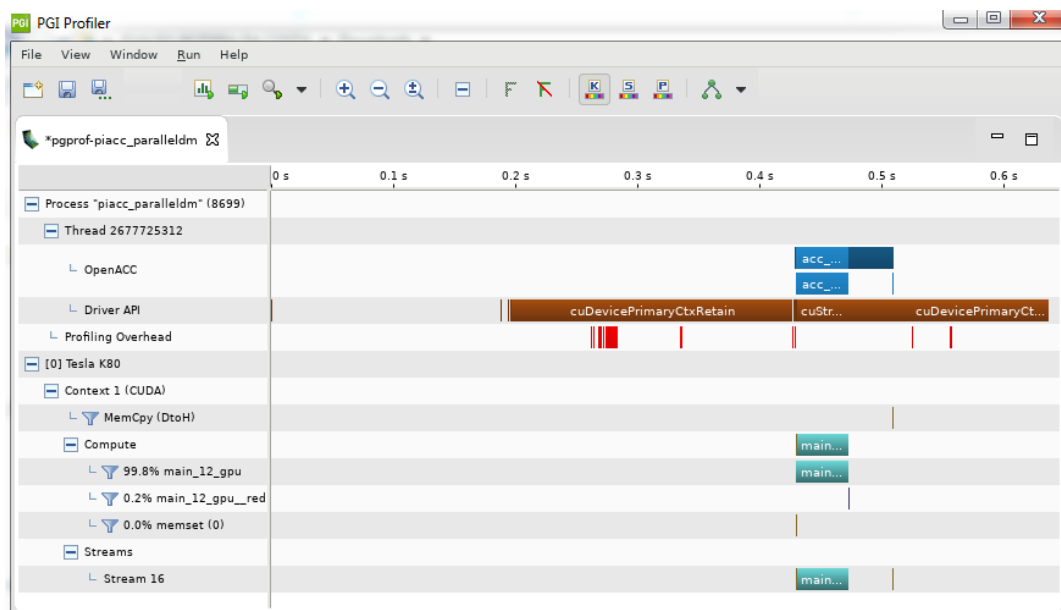 PGI PGI Profiler
File View Window Run Help
K S P
*pgprof-piacc_paralleldm
0 s 0.1 s 0.2 s 0.3 s 0.4 s 0.5 s 0.6 s
Process "piacc_paralleldm" (8699)
Thread 2677725312
OpenACC
acc_...
acc_...
Driver API cuDevicePrimaryCtxRetain cuStr... cuDevicePrimaryCt...
Profiling Overhead
[0] Tesla K80
Context 1 (CUDA)
MemCpy (DtoH)
Compute main...
99.8% main_12_gpu main...
0.2% main_12_gpu__red
0.0% memset (0)
Streams
Stream 16 main...